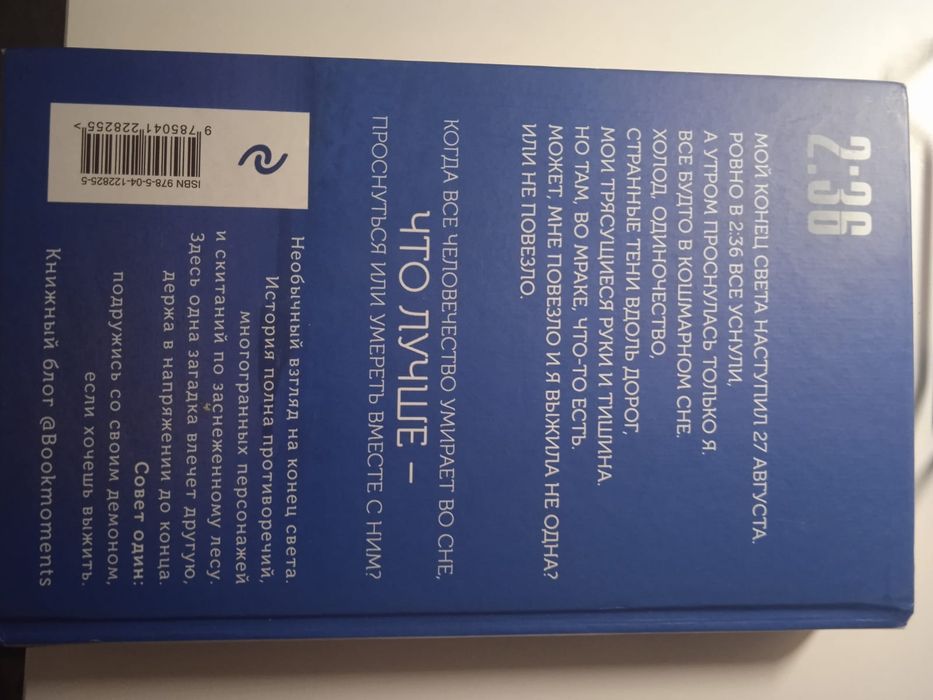 2:36
МОЙ КОНЕЦ СВЕТА НАСТУПИЛ 27 АВГУСТА.
РОВНО В 2:36 ВСЕ УСНУЛИ,
А УТРОМ ПРОСНУЛАСЬ ТОЛЬКО Я.
ВСЕ БУДТО В КОШМАРНОМ СНЕ.
ХОЛОД, ОДИНОЧЕСТВО,
СТРАННЫЕ ТЕНИ ВДОЛЬ ДОРОГ,
МОИ ТРЯСУЩИЕСЯ РУКИ И ТИШИНА.
НО ТАМ, ВО МРАКЕ, ЧТО-ТО ЕСТЬ.
МОЖЕТ, МНЕ ПОВЕЗЛО И Я ВЫЖИЛА НЕ ОДНА?
ИЛИ НЕ ПОВЕЗЛО.
КОГДА ВСЕ ЧЕЛОВЕЧЕСТВО УМИРАЕТ ВО СНЕ,
ЧТО ЛУЧШЕ –
ПРОСНУТЬСЯ ИЛИ УМЕРЕТЬ ВМЕСТЕ С НИМ?
Необычный взгляд на конец света.
История полна противоречий,
многогранных персонажей
и скитаний по заснеженному лесу.
Здесь одна загадка влечет другую,
держа в напряжении до конца.
Совет один:
подружись со своим демоном,
если хочешь выжить.
Книжный блог @Bookmoments
ISBN 978-5-04-122825-5
9 785041 228255 >